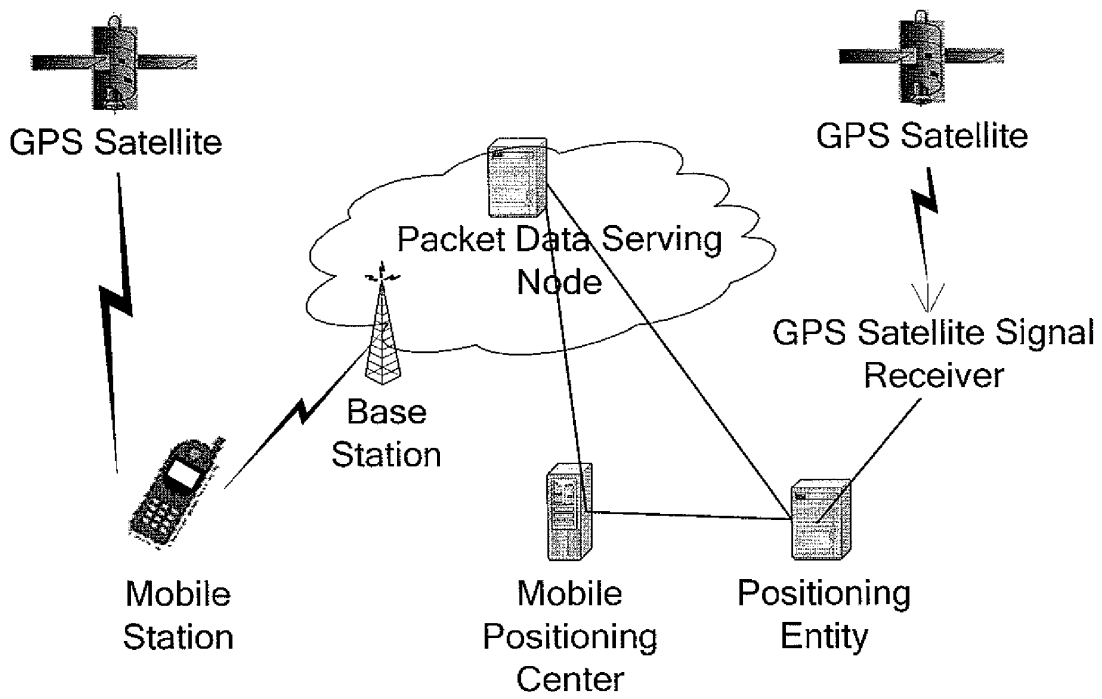 GPS Satellite
GPS Satellite
Packet Data Serving
Node
GPS Satellite Signal
Receiver
Base
Station
Mobile
Station
Mobile
Positioning
Center
Positioning
Entity